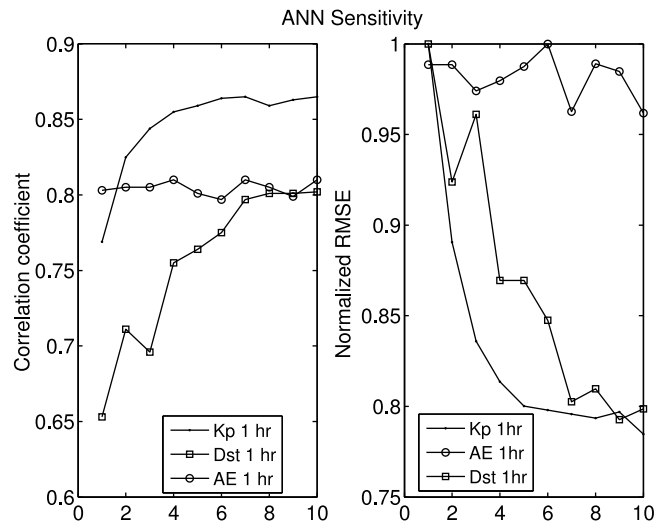 ANN Sensitivity
Correlation coefficient
0.9
0.85
0.8
0.75
0.7
0.65
0.6
0 2 4 6 8 10
Kp 1 hr
Dst 1 hr
AE 1 hr
Normalized RMSE
1
0.95
0.9
0.85
0.8
0.75
0 2 4 6 8 10
Kp 1hr
AE 1hr
Dst 1hr